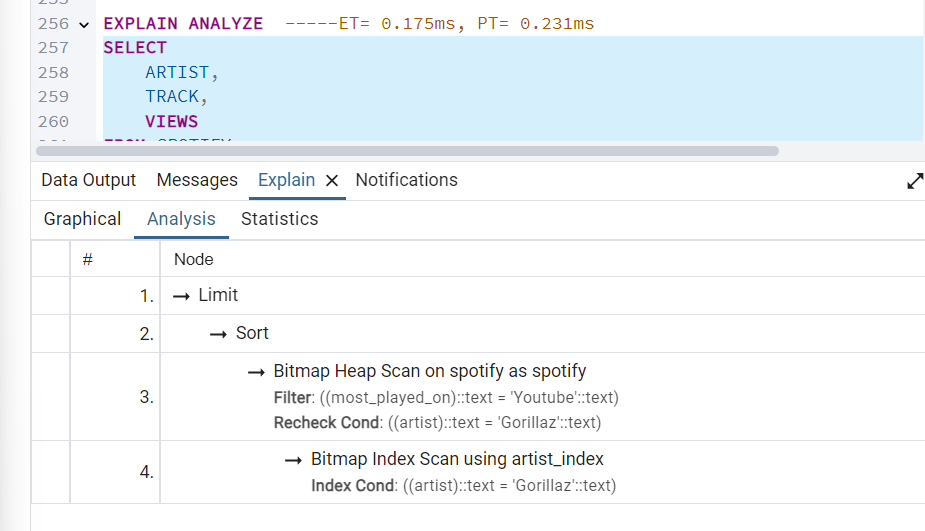 256 EXPLAIN ANALYZE -----ET= 0.175ms, PT= 0.231ms
257 SELECT
258 ARTIST,
259 TRACK,
260 VIEWS
Data Output Messages Explain × Notifications
Graphical Analysis Statistics
# Node
1. → Limit
2. → Sort
3. → Bitmap Heap Scan on spotify as spotify
Filter: ((most_played_on)::text = 'Youtube'::text)
Recheck Cond: ((artist)::text = 'Gorillaz'::text)
4. → Bitmap Index Scan using artist_index
Index Cond: ((artist)::text = 'Gorillaz'::text)